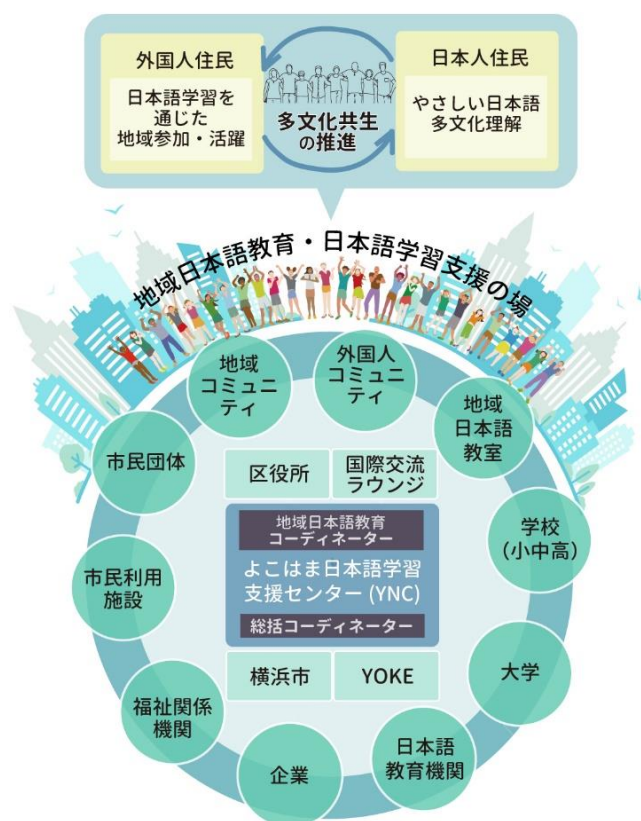 外国人住民
日本語学習を
通じた
地域参加・活躍
多文化共生
の推進
日本人住民
やさしい日本語
多文化理解
地域日本語教育・日本語学習支援の場
地域
コミュニ
ティ
外国人
コミュニ
ティ
地域
日本語
教室
市民団体
学校
(小中高)
市民利用
施設
大学
福祉関係
機関
企業
日本語
教育機関
区役所
国際交流
ラウンジ
地域日本語教育
コーディネーター
よこはま日本語学習
支援センター (YNC)
総括コーディネーター
横浜市
YOKE